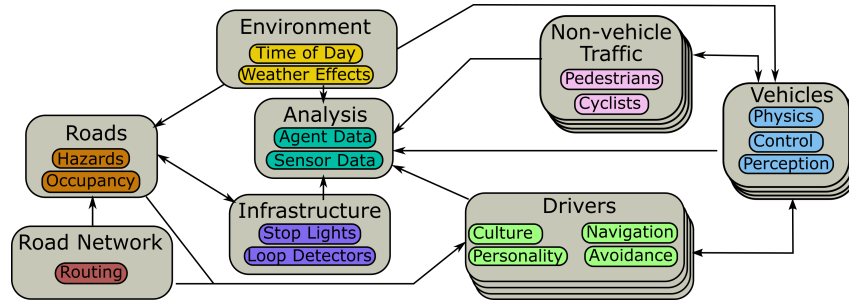 Environment
Time of Day
Weather Effects
Non-vehicle
Traffic
Pedestrians
Cyclists
Vehicles
Physics
Control
Perception
Analysis
Agent Data
Sensor Data
Roads
Hazards
Occupancy
Infrastructure
Stop Lights
Loop Detectors
Drivers
Culture
Navigation
Personality
Avoidance
Road Network
Routing